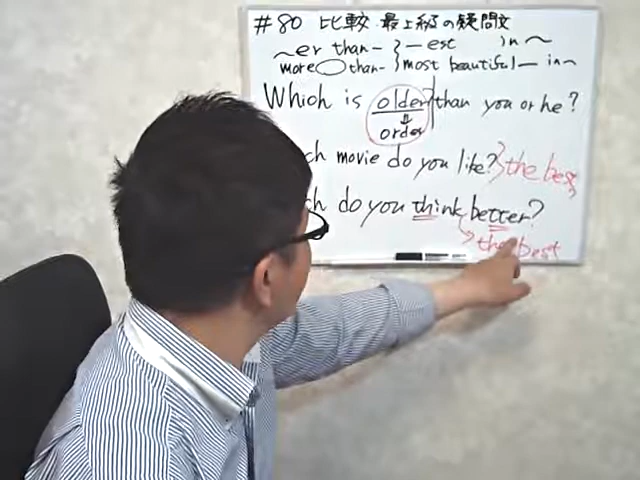 #80 比較 最上級の疑問文
~er than- }-est in~
more than- }most beautiful- in~
Which is older? than you or he?
order
ch movie do you like? the best
ch do you think better?
the best